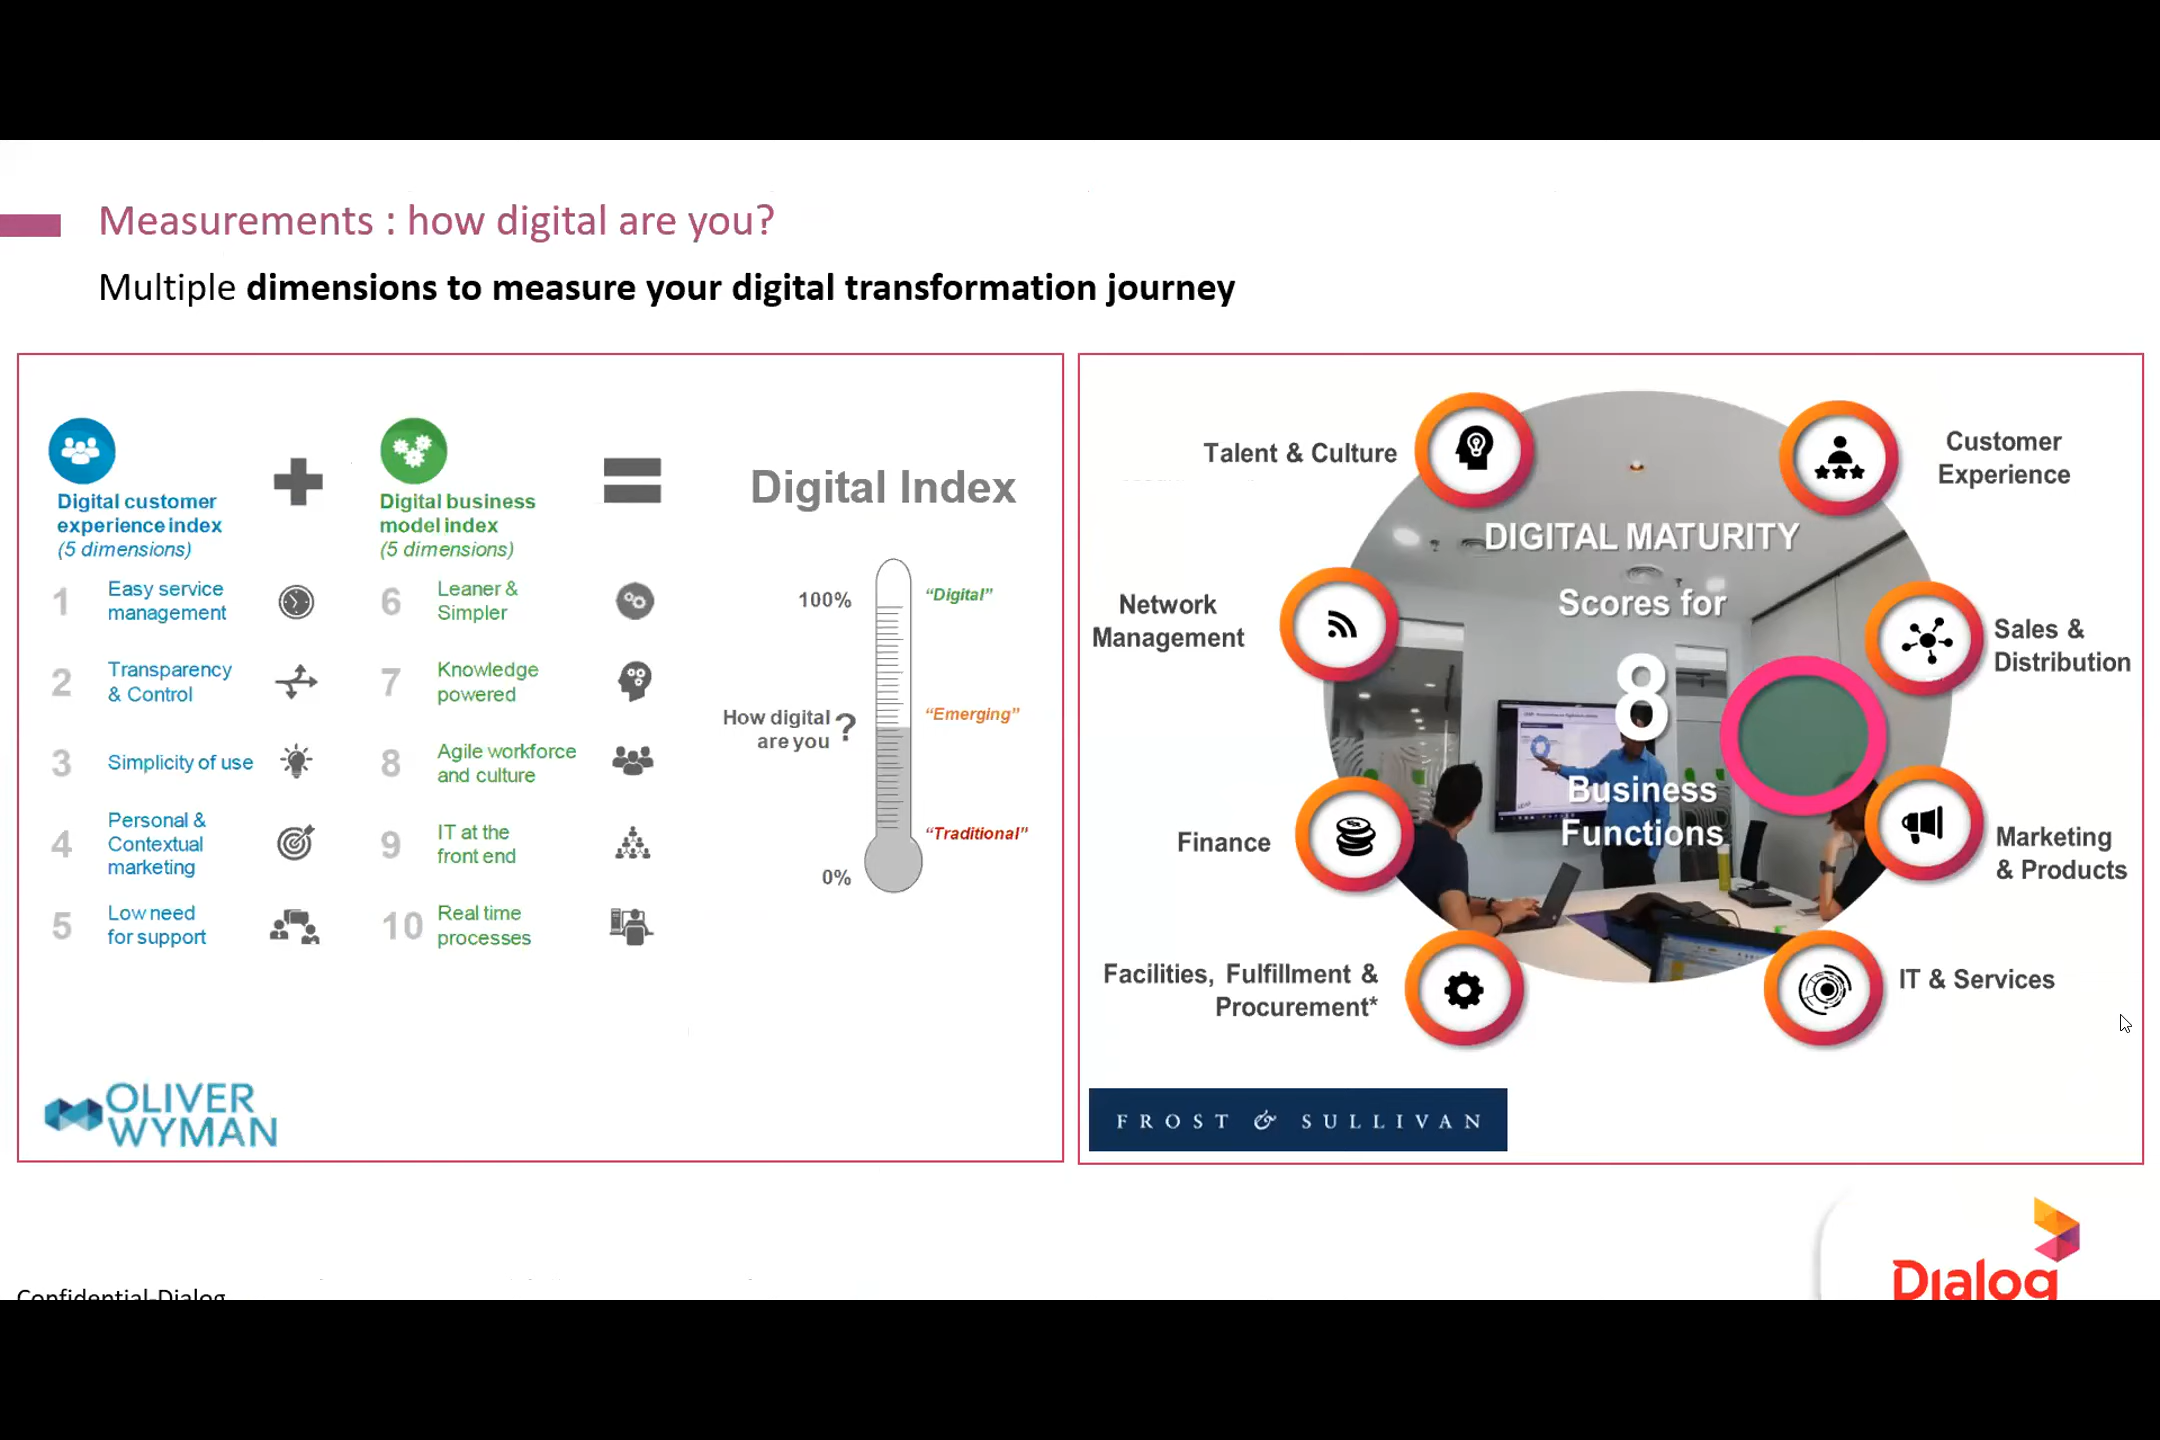 Measurements : how digital are you?
Multiple dimensions to measure your digital transformation journey
Digital customer
experience index
(5 dimensions)
1 Easy service
management
2 Transparency
& Control
3 Simplicity of use
4 Personal &
Contextual
marketing
5 Low need
for support
Digital business
model index
(5 dimensions)
6 Leaner &
Simpler
7 Knowledge
powered
8 Agile workforce
and culture
9 IT at the
front end
10 Real time
processes
Digital Index
100%
“Digital”
How digital
are you ?
“Emerging”
“Traditional”
0%
OLIVER
WYMAN
DIGITAL MATURITY
Scores for
8
Business
Functions
Talent & Culture
Customer
Experience
Network
Management
Sales &
Distribution
Finance
Marketing
& Products
Facilities, Fulfillment &
Procurement*
IT & Services
FROST & SULLIVAN
Confidential-Dialog
Dialog